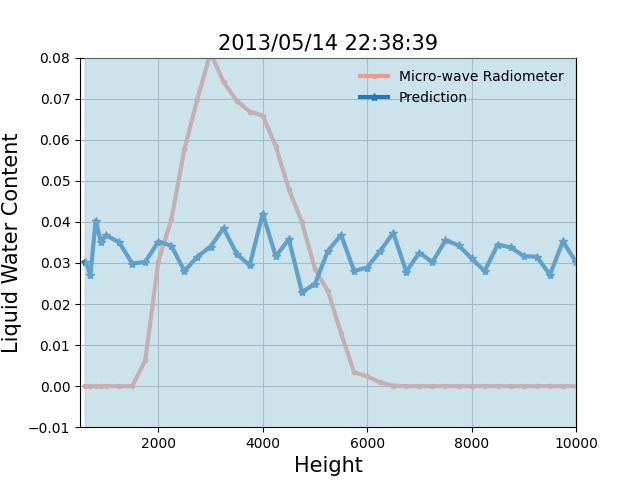 2013/05/14 22:38:39
Micro-wave Radiometer
Prediction
Liquid Water Content
0.08
0.07
0.06
0.05
0.04
0.03
0.02
0.01
0.00
−0.01
2000 4000 6000 8000 10000
Height